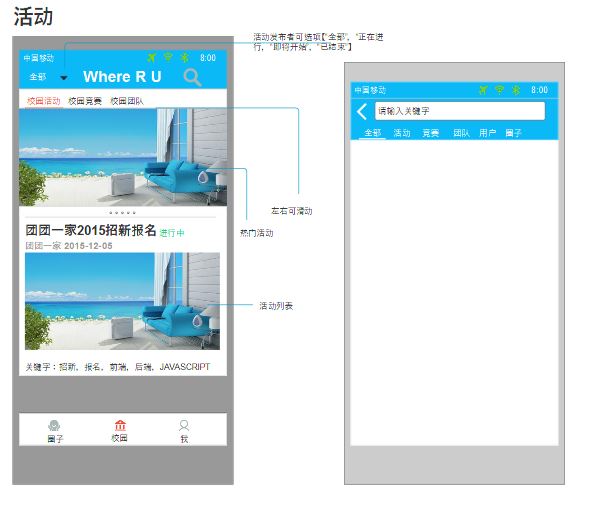 活动
活动发布者可选项["全部", "正在进
行, "即将开始", "已结束"】
中国移动 8:00
全部 Where R U
校园活动 校园竞赛 校园团队
左右可滑动
热门活动
团团一家2015招新报名 进行中
团团一家 2015-12-05
活动列表
关键字：招新, 报名, 前端, 后端, JAVASCRIPT
圈子 校园 我
中国移动 8:00
请输入关键字
全部 活动 竞赛 团队 用户 圈子